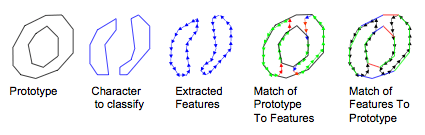 Prototype
Character
to classify
Extracted
Features
Match of
Prototype
To Features
Match of
Features To
Prototype